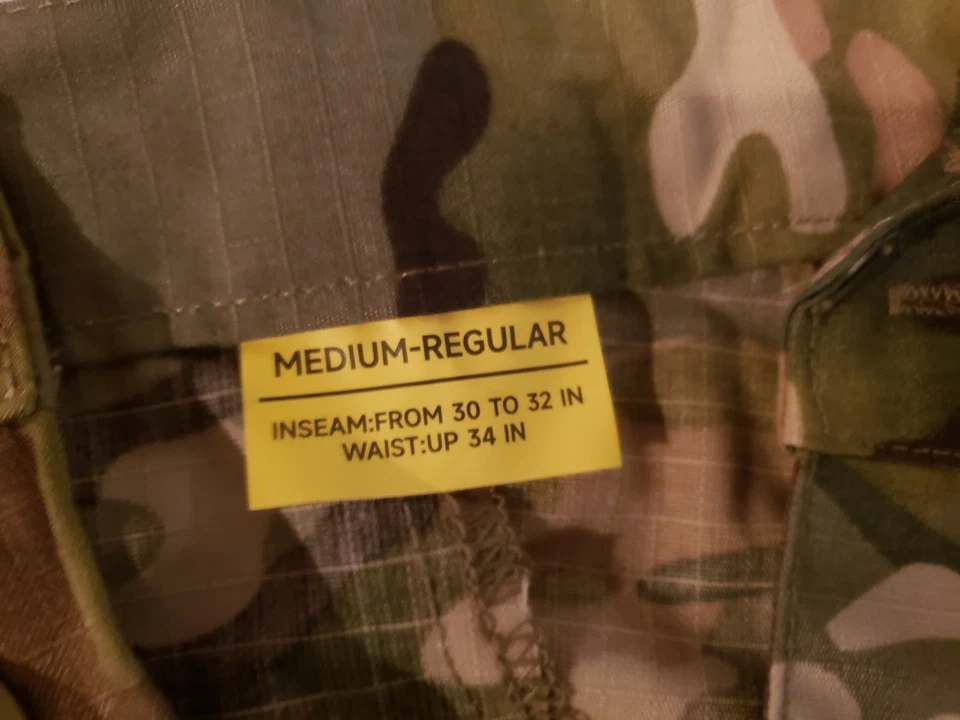 MEDIUM-REGULAR
INSEAM:FROM 30 TO 32 IN
WAIST:UP 34 IN